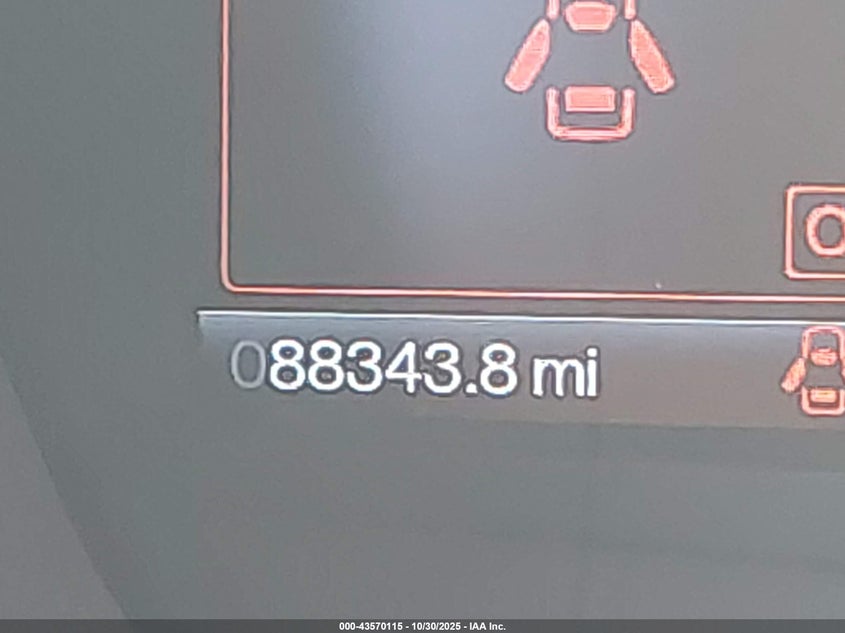 O
088343.8 mi
000-43570115 - 10/30/2025 - IAA Inc.